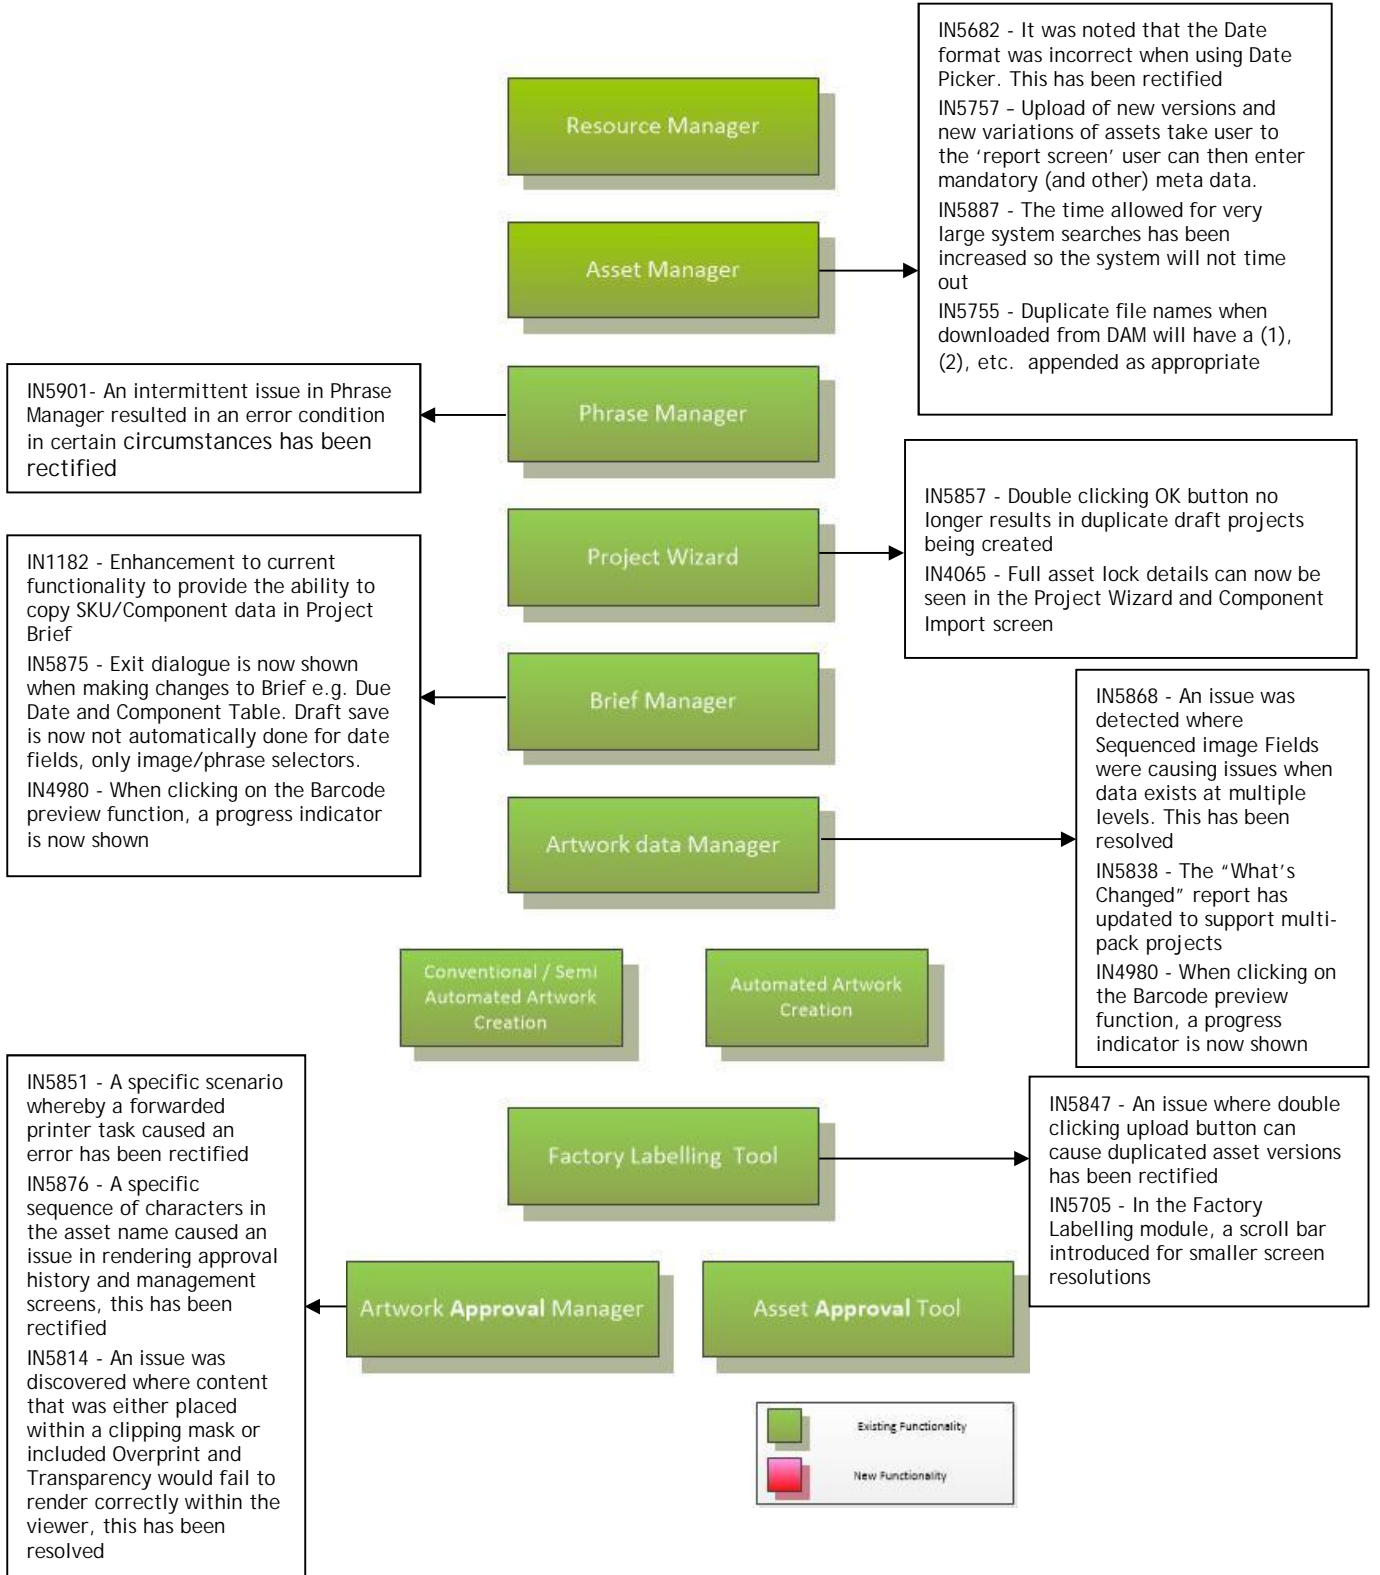 IN5682 - It was noted that the Date
format was incorrect when using Date
Picker. This has been rectified
IN5757 – Upload of new versions and
new variations of assets take user to
the ‘report screen’ user can then enter
mandatory (and other) meta data.
IN5887 - The time allowed for very
large system searches has been
increased so the system will not time
out
IN5755 - Duplicate file names when
downloaded from DAM will have a (1),
(2), etc. appended as appropriate
Resource Manager
Asset Manager
IN5901- An intermittent issue in Phrase
Manager resulted in an error condition
in certain circumstances has been
rectified
Phrase Manager
IN5857 - Double clicking OK button no
longer results in duplicate draft projects
being created
IN4065 - Full asset lock details can now be
seen in the Project Wizard and Component
Import screen
Project Wizard
IN1182 - Enhancement to current
functionality to provide the ability to
copy SKU/Component data in Project
Brief
IN5875 - Exit dialogue is now shown
when making changes to Brief e.g. Due
Date and Component Table. Draft save
is now not automatically done for date
fields, only image/phrase selectors.
IN4980 - When clicking on the Barcode
preview function, a progress indicator
is now shown
Brief Manager
IN5868 - An issue was
detected where
Sequenced image Fields
were causing issues when
data exists at multiple
levels. This has been
resolved
IN5838 - The “What’s
Changed” report has
updated to support multi-
pack projects
IN4980 - When clicking on
the Barcode preview
function, a progress
indicator is now shown
Artwork data Manager
Conventional / Semi
Automated Artwork
Creation
Automated Artwork
Creation
IN5851 - A specific scenario
whereby a forwarded
printer task caused an
error has been rectified
IN5876 - A specific
sequence of characters in
the asset name caused an
issue in rendering approval
history and management
screens, this has been
rectified
IN5814 - An issue was
discovered where content
that was either placed
within a clipping mask or
included Overprint and
Transparency would fail to
render correctly within the
viewer, this has been
resolved
Factory Labelling Tool
IN5847 - An issue where double
clicking upload button can
cause duplicated asset versions
has been rectified
IN5705 - In the Factory
Labelling module, a scroll bar
introduced for smaller screen
resolutions
Artwork Approval Manager
Asset Approval Tool
Existing Functionality
New Functionality